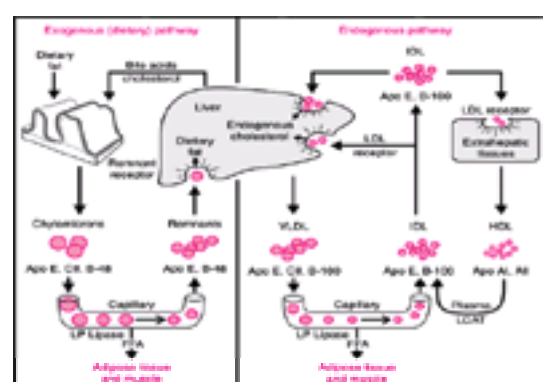 Exogenous (dietary) pathway
Dietary
fat
Bile acids
cholesterol
Liver
Dietary
fat
Endogenous
cholesterol
Remnant
receptor
Chylomicrons
Remnants
Apo E, CII, B-48
Apo E, B-48
Capillary
LP Lipase
FFA
Adipose tissue
and muscle
Endogenous pathway
IDL
Apo E, B-100
LDL receptor
Extrahepatic
tissues
LDL
receptor
VLDL
IDL
HDL
Apo E, CII, B-100
Apo E, B-100
Apo AI, AII
Capillary
Plasma
LCAT
LP Lipase
FFA
Adipose tissue
and muscle